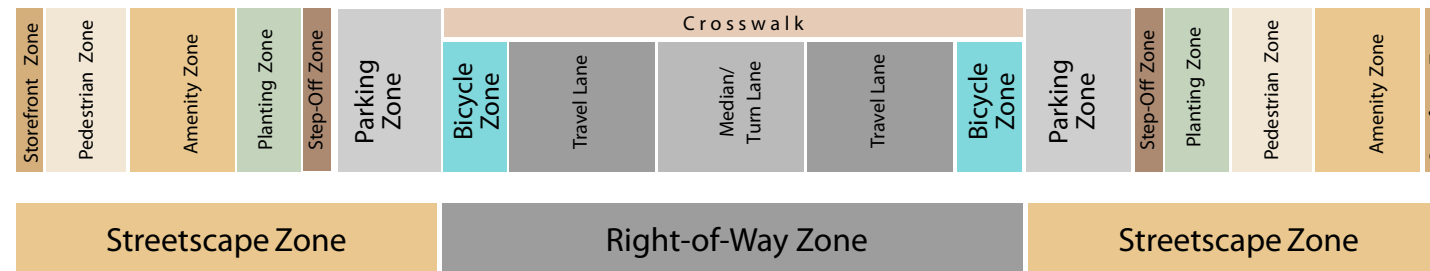 Storefront Zone
Pedestrian Zone
Amenity Zone
Planting Zone
Step-Off Zone
Parking
Zone
Crosswalk
Bicycle
Zone
Travel Lane
Median/
Turn Lane
Travel Lane
Bicycle
Zone
Parking
Zone
Step-Off Zone
Planting Zone
Pedestrian Zone
Amenity Zone
Streetscape Zone
Right-of-Way Zone
Streetscape Zone